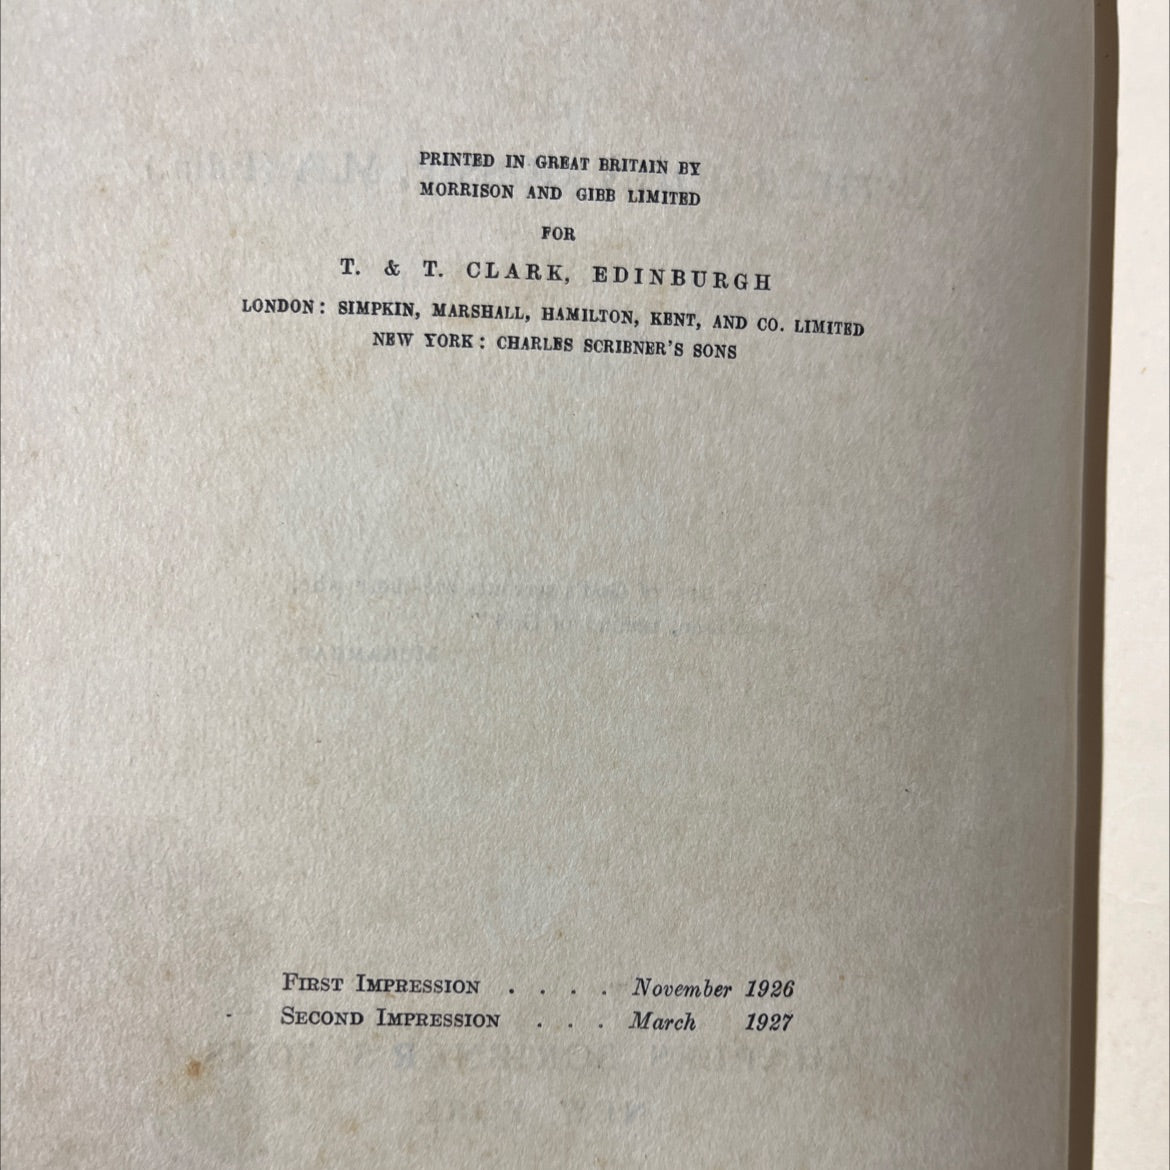 PRINTED IN GREAT BRITAIN BY
MORRISON AND GIBB LIMITED
FOR
T. & T. CLARK, EDINBURGH
LONDON: SIMPKIN, MARSHALL, HAMILTON, KENT, AND CO. LIMITED
NEW YORK: CHARLES SCRIBNER'S SONS
FIRST IMPRESSION . . . . November 1926
SECOND IMPRESSION . . . March 1927